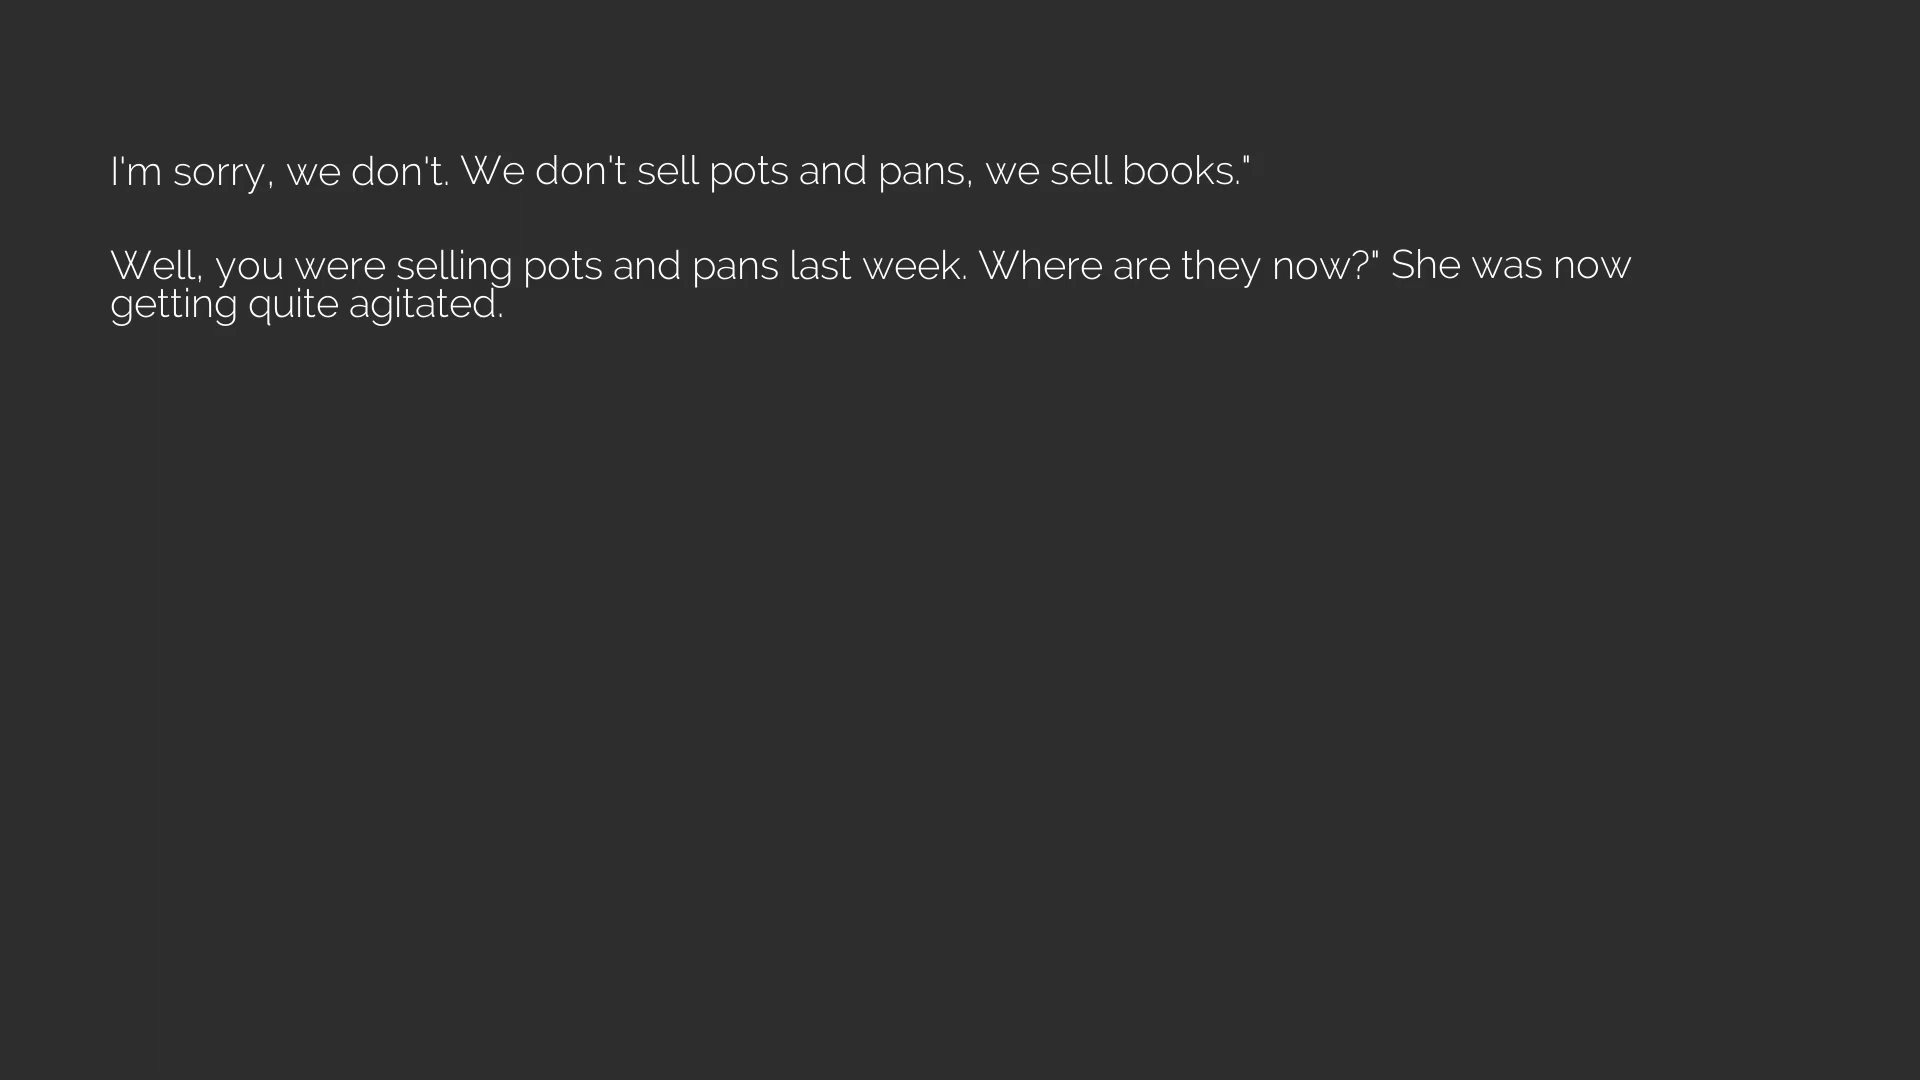 I'm sorry, we don't. We don't sell pots and pans, we sell books."
Well, you were selling pots and pans last week. Where are they now?" She was now
getting quite agitated.